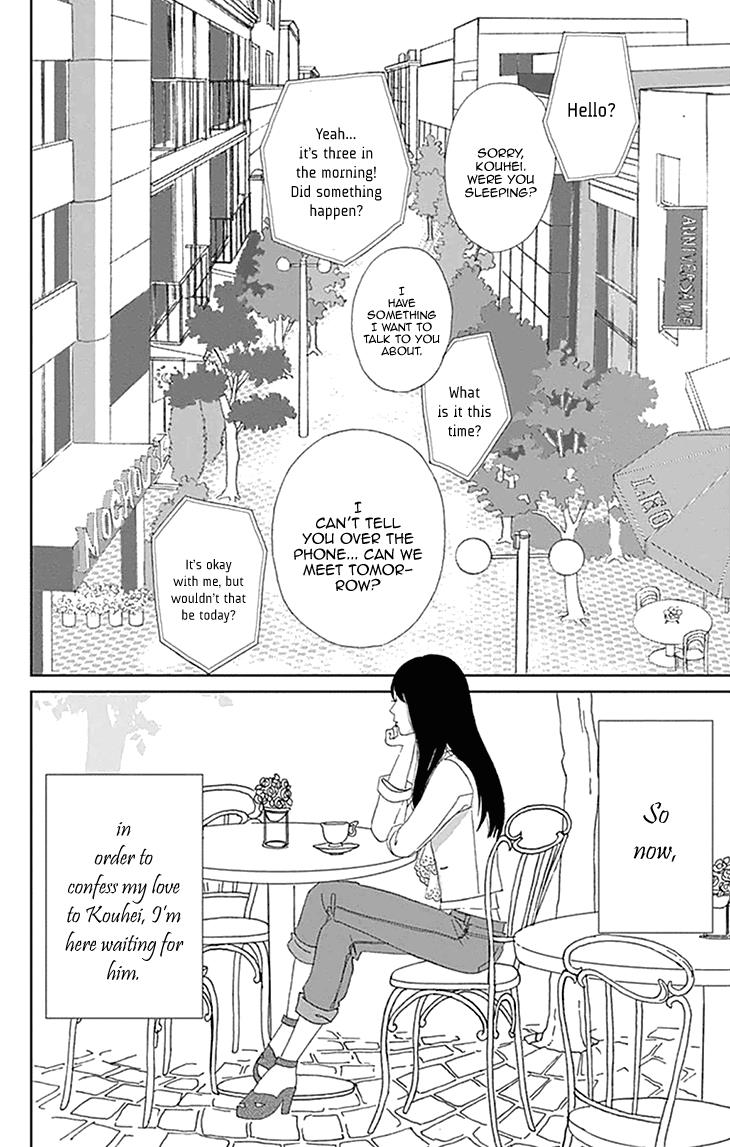 Hello?
SORRY,
KOUHEI.
WERE YOU
SLEEPING?
Yeah...
it's three in
the morning!
Did something
happen?
I
HAVE
SOMETHING
I WANT TO
TALK TO YOU
ABOUT.
What
is it this
time?
I
CAN'T TELL
YOU OVER THE
PHONE... CAN WE
MEET TOMOR-
ROW?
It's okay
with me, but
wouldn't that
be today?
So
now,
in
order to
confess my love
to Kouhei, I'm
here waiting for
him.